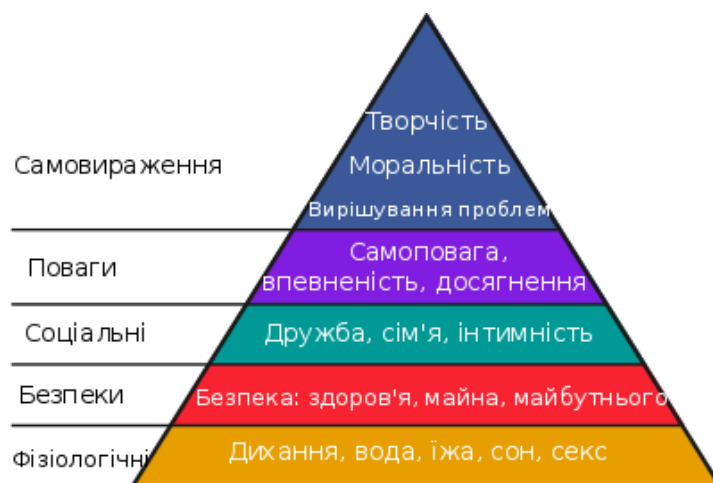 Творчість
Самовираження
Моральність
Вирішування проблем
Поваги
Самоповага,
впевненість, досягнення
Соціальні
Дружба, сім'я, інтимність
Безпеки
Безпека: здоров'я, майна, майбутнього
Фізіологічні
Дихання, вода, їжа, сон, секс